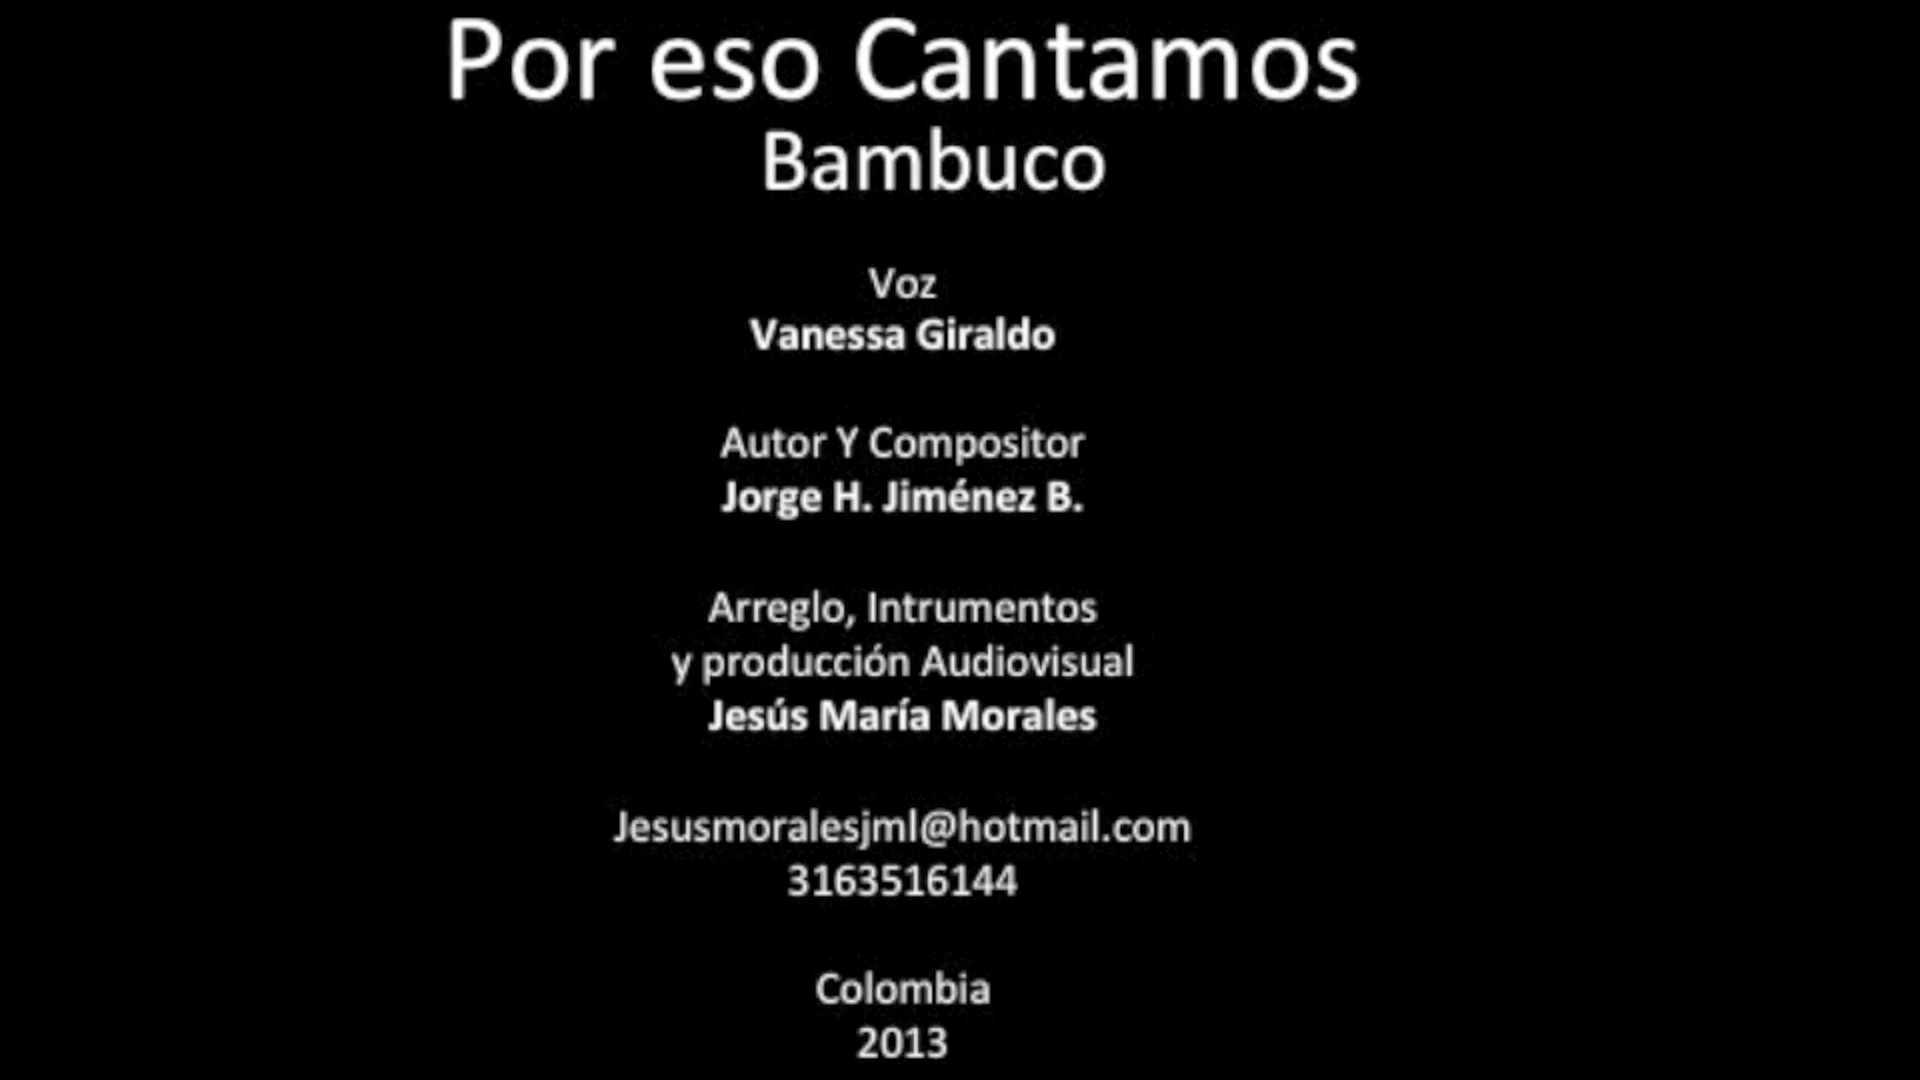 Por eso Cantamos
Bambuco
Voz
Vanessa Giraldo
Autor Y Compositor
Jorge H. Jiménez B.
Arreglo, Intrumentos
y producción Audiovisual
Jesús María Morales
Jesusmoralesjml@hotmail.com
3163516144
Colombia
2013